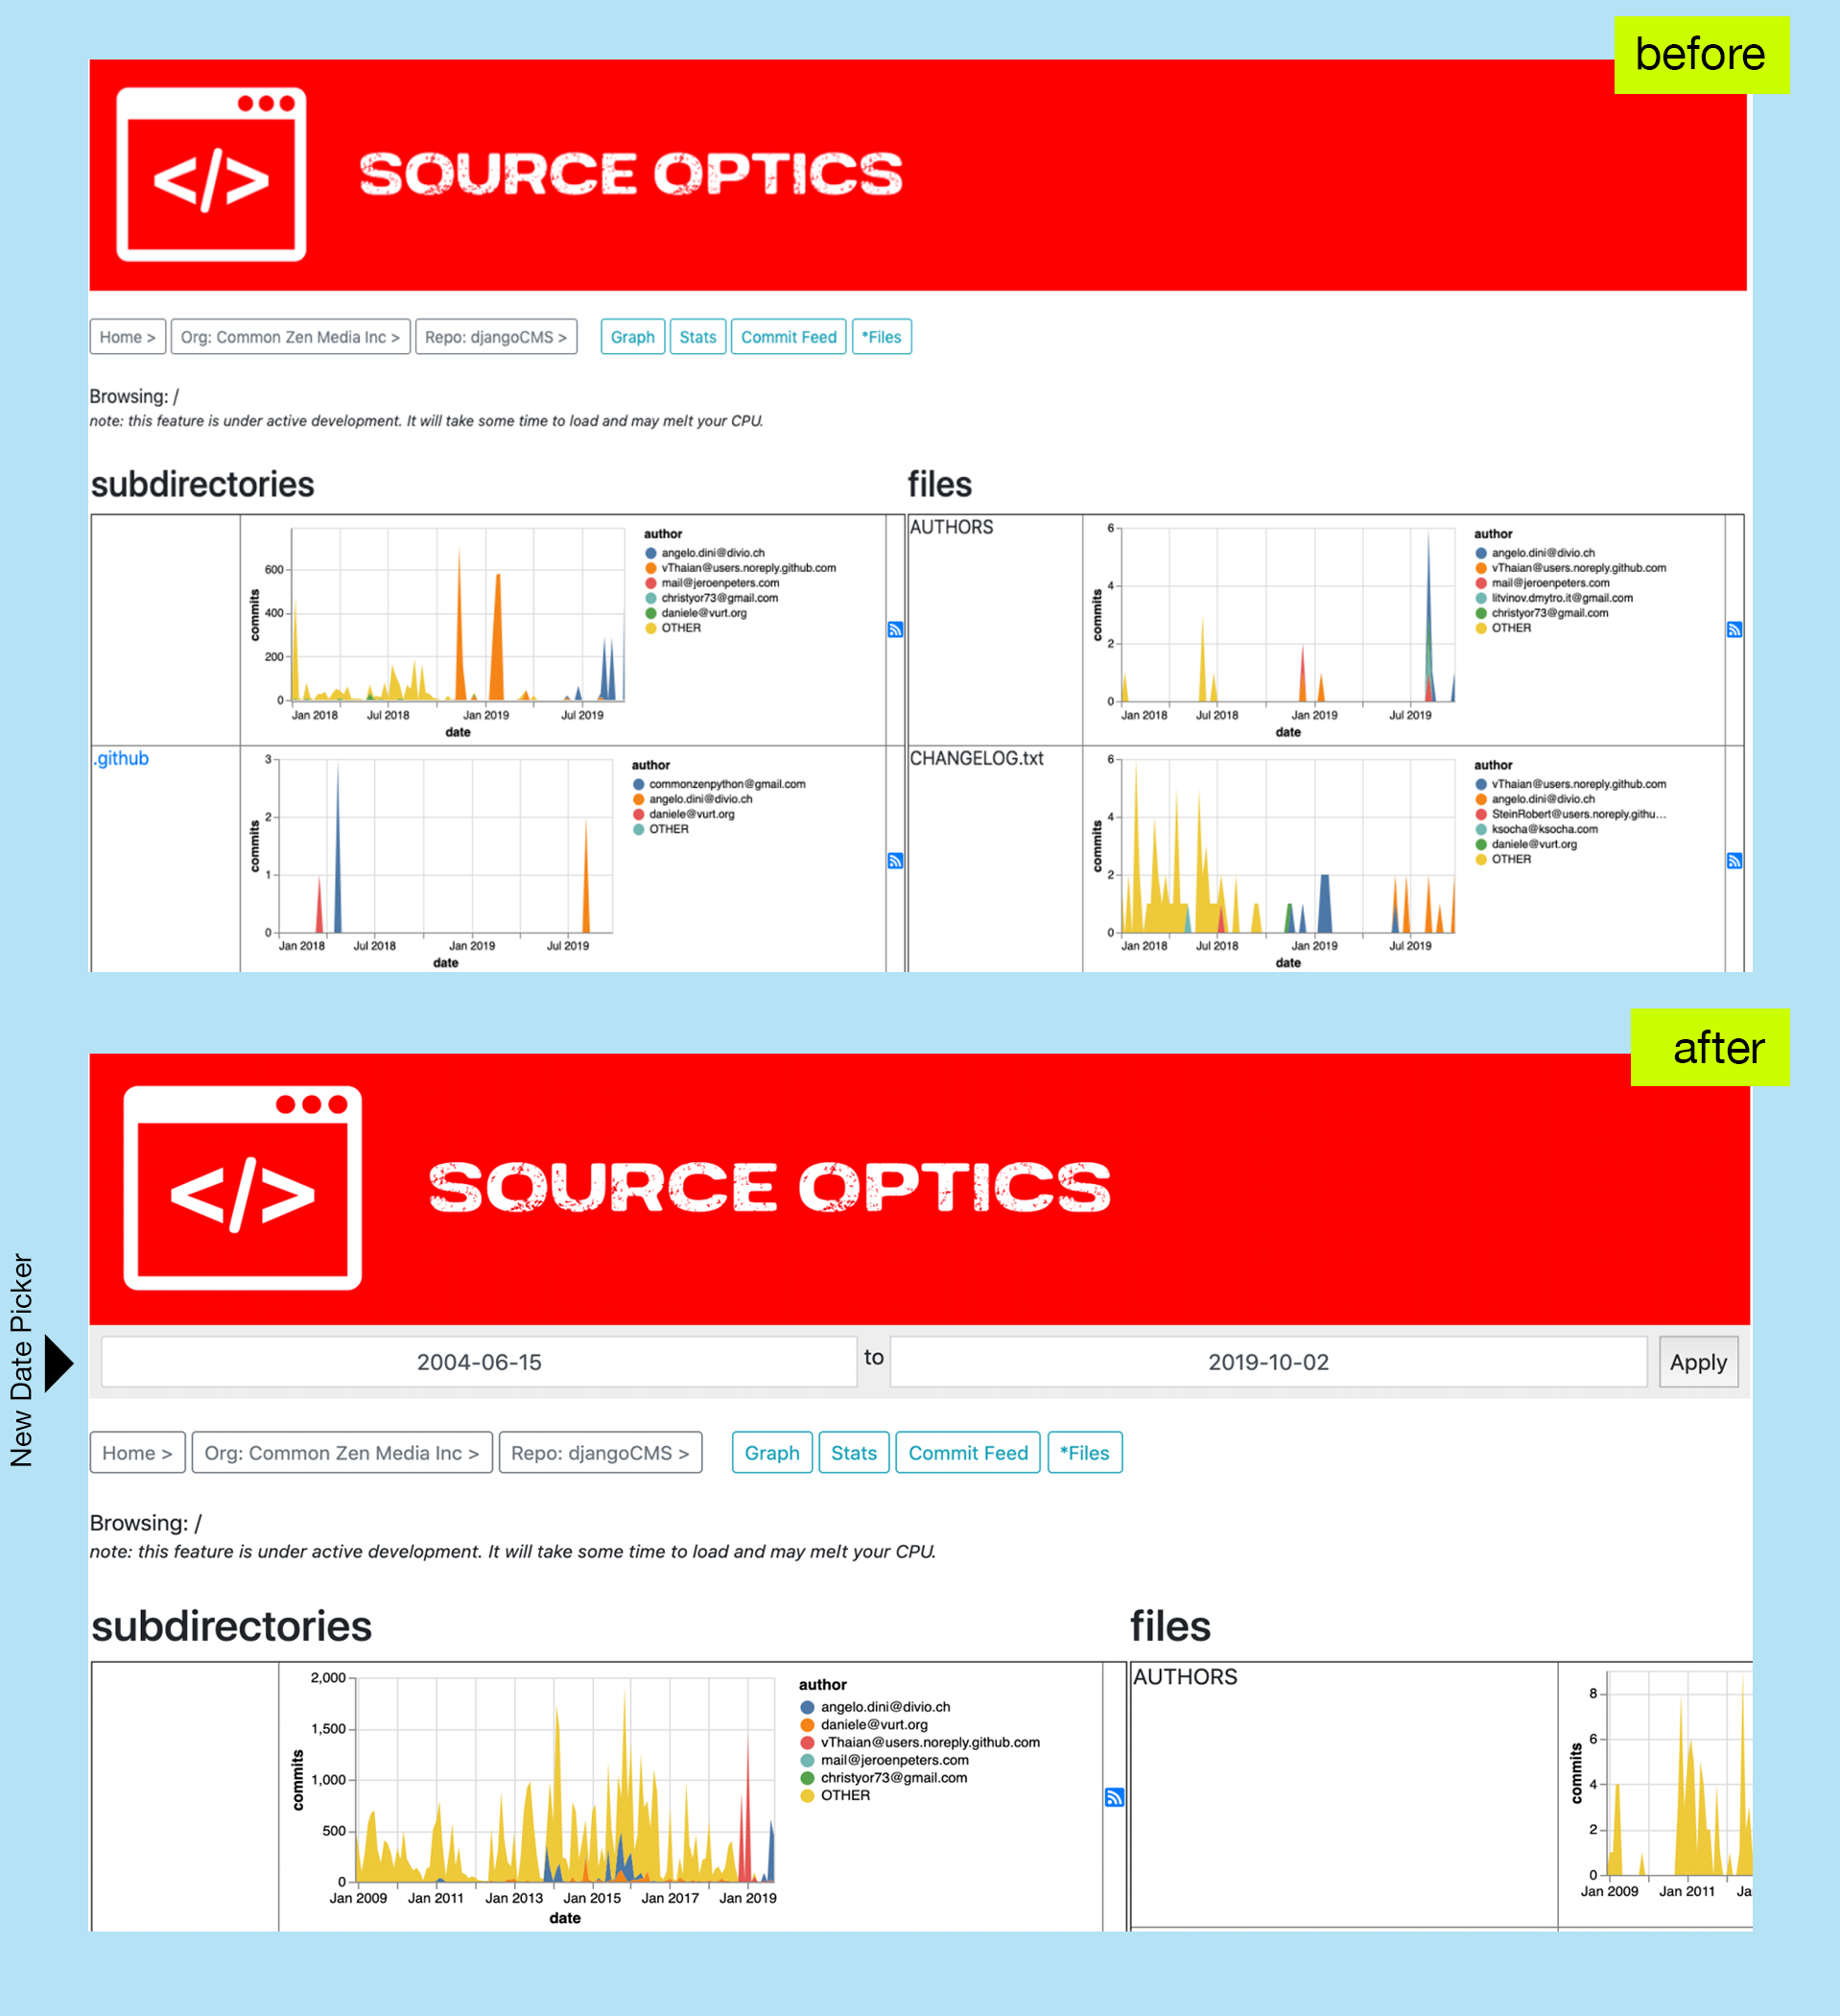 before
</>
SOURCE OPTICS
Home > Org: Common Zen Media Inc > Repo: djangoCMS > Graph Stats Commit Feed *Files
Browsing: /
note: this feature is under active development. It will take some time to load and may melt your CPU.
subdirectories
commits
600
400
200
0
Jan 2018 Jul 2018 Jan 2019 Jul 2019
date
author
angelo.dini@divio.ch
vThaian@users.noreply.github.com
mail@jeroenpeters.com
christyor73@gmail.com
daniele@vurt.org
OTHER
.github
commits
3
2
1
0
Jan 2018 Jul 2018 Jan 2019 Jul 2019
date
author
commonzenpython@gmail.com
angelo.dini@divio.ch
daniele@vurt.org
OTHER
files
AUTHORS
commits
6
4
2
0
Jan 2018 Jul 2018 Jan 2019 Jul 2019
date
author
angelo.dini@divio.ch
vThaian@users.noreply.github.com
mail@jeroenpeters.com
litvinov.dmytro.it@gmail.com
christyor73@gmail.com
OTHER
CHANGELOG.txt
commits
6
4
2
0
Jan 2018 Jul 2018 Jan 2019 Jul 2019
date
author
vThaian@users.noreply.github.com
angelo.dini@divio.ch
SteinRobert@users.noreply.githu...
ksocha@ksocha.com
daniele@vurt.org
OTHER
after
</>
SOURCE OPTICS
New Date Picker
2004-06-15 to 2019-10-02 Apply
Home > Org: Common Zen Media Inc > Repo: djangoCMS > Graph Stats Commit Feed *Files
Browsing: /
note: this feature is under active development. It will take some time to load and may melt your CPU.
subdirectories
commits
2,000
1,500
1,000
500
0
Jan 2009 Jan 2011 Jan 2013 Jan 2015 Jan 2017 Jan 2019
date
author
angelo.dini@divio.ch
daniele@vurt.org
vThaian@users.noreply.github.com
mail@jeroenpeters.com
christyor73@gmail.com
OTHER
files
AUTHORS
commits
8
6
4
2
0
Jan 2009 Jan 2011